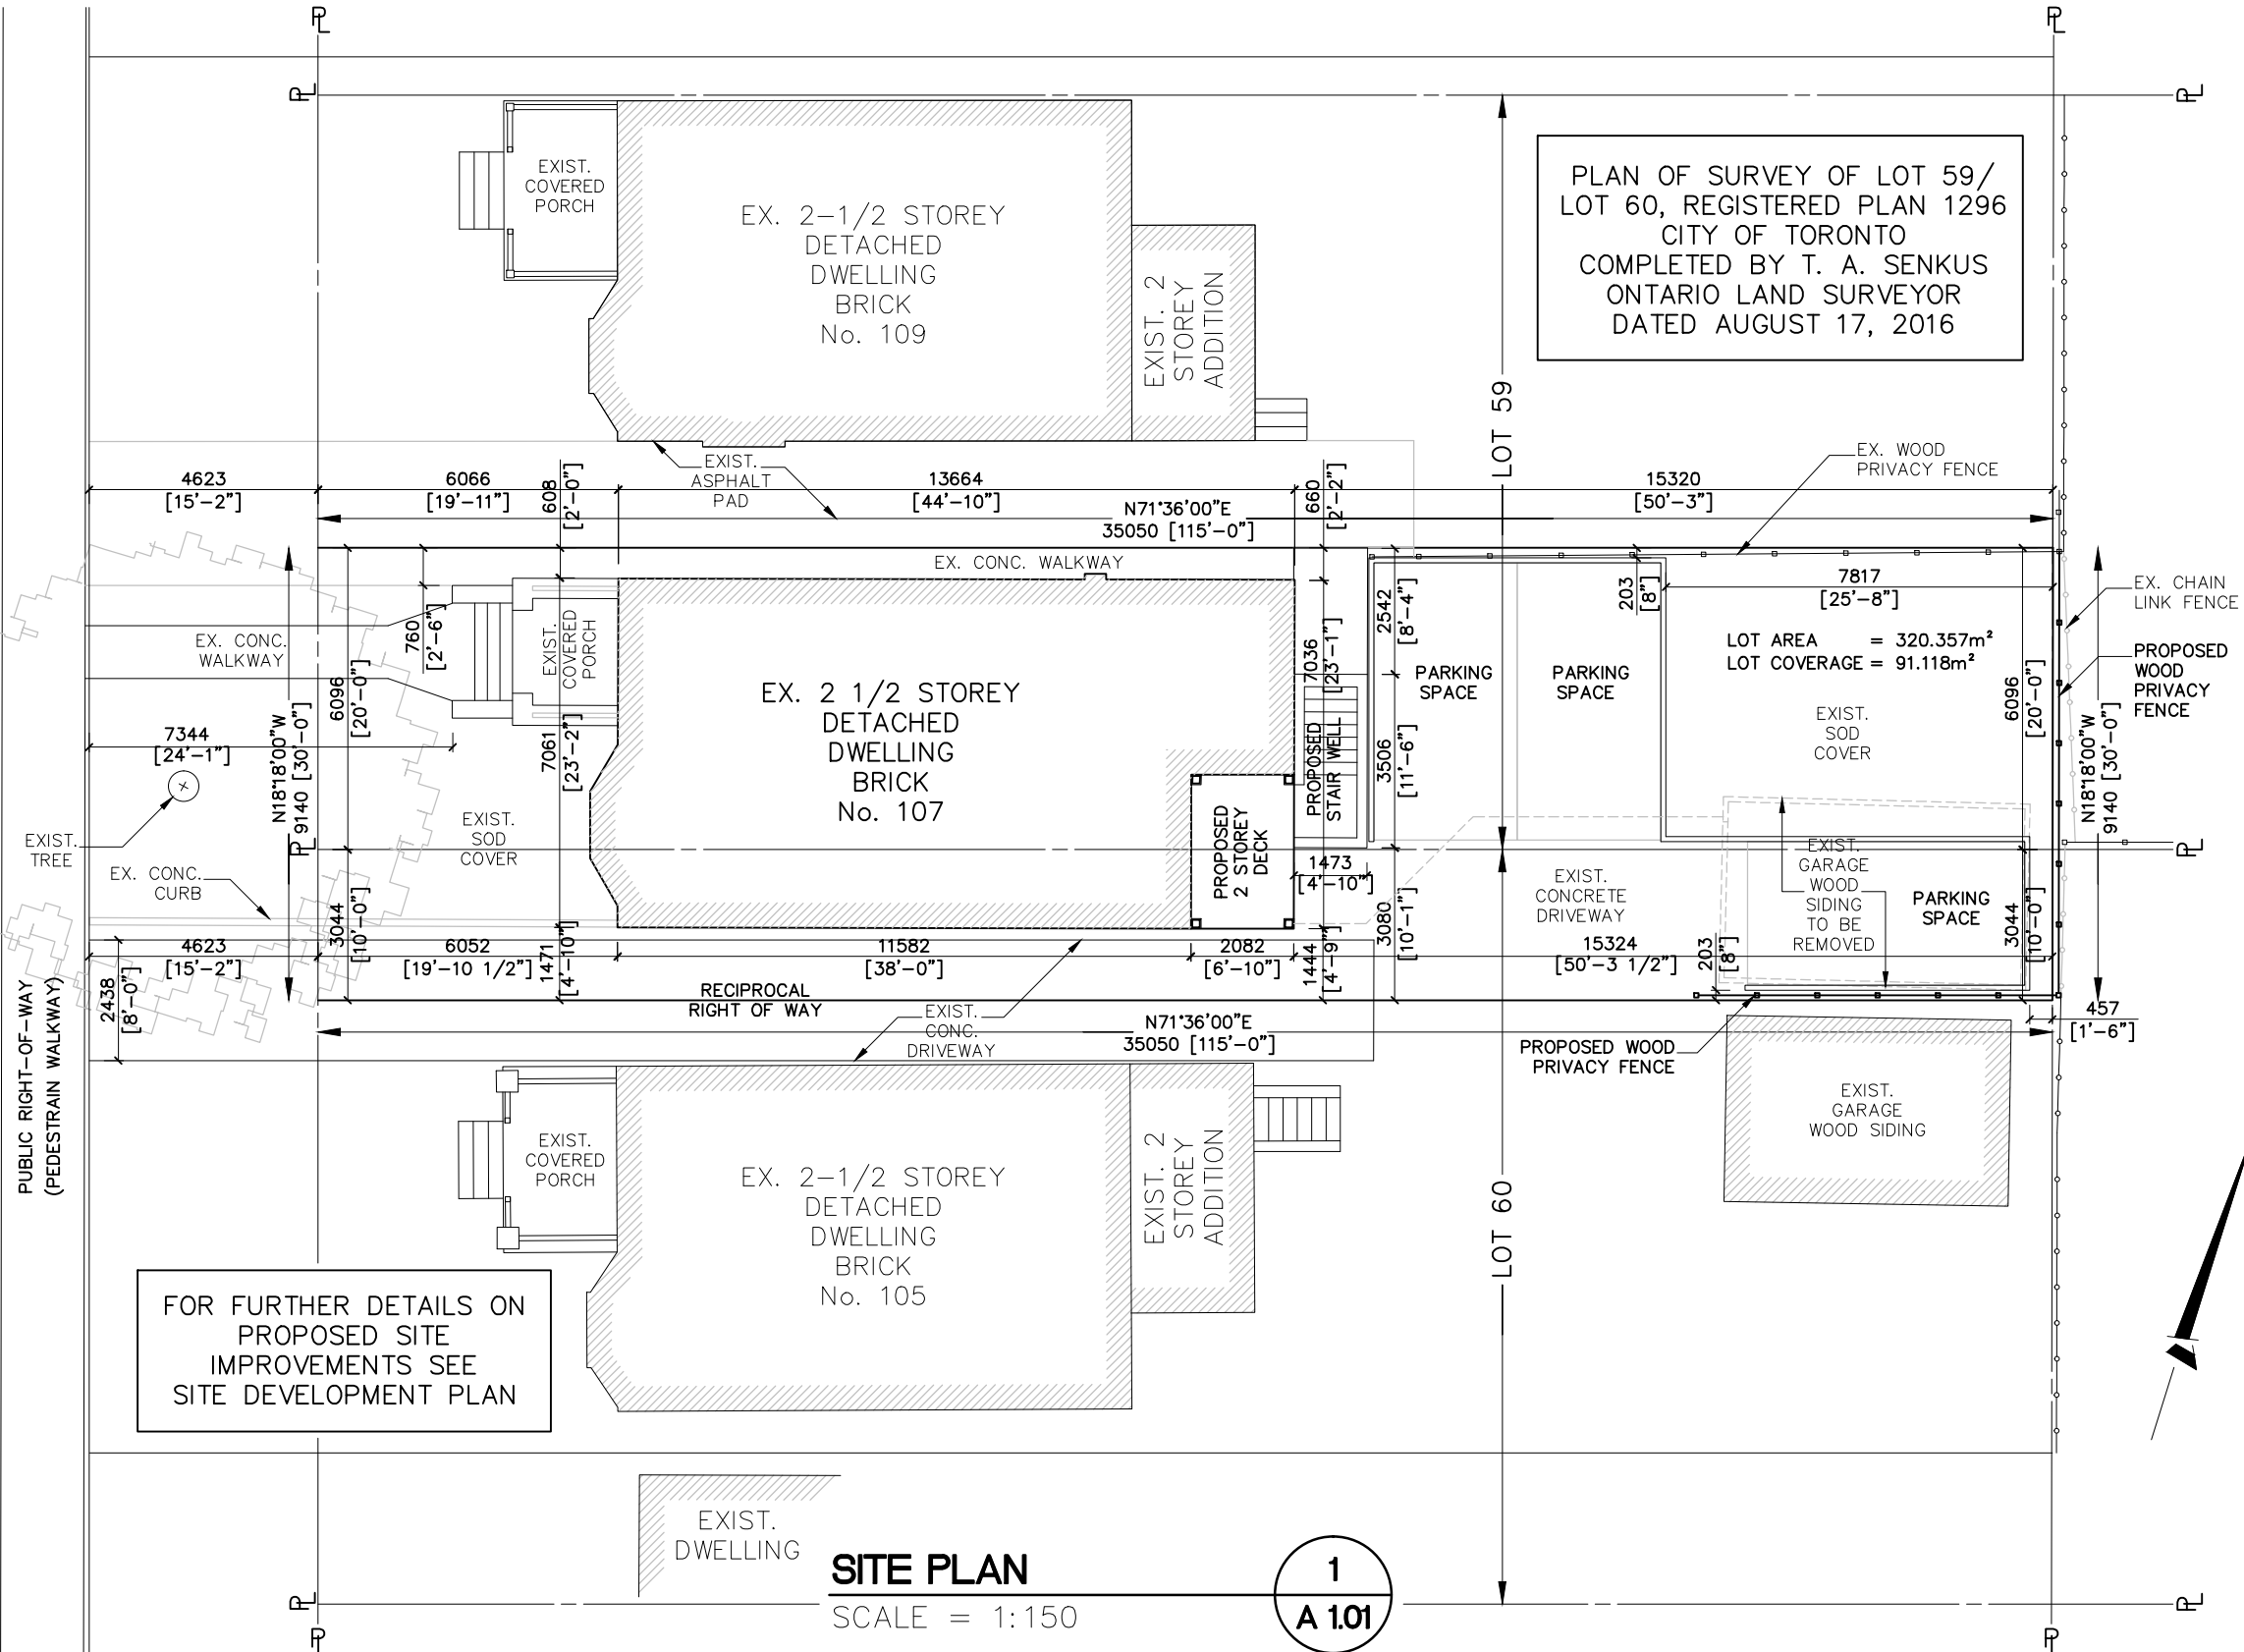 PL
PL
PL
PL
EXIST.
COVERED
PORCH
EX. 2-1/2 STOREY
DETACHED
DWELLING
BRICK
No. 109
EXIST. 2
STOREY
ADDITION
PLAN OF SURVEY OF LOT 59/
LOT 60, REGISTERED PLAN 1296
CITY OF TORONTO
COMPLETED BY T. A. SENKUS
ONTARIO LAND SURVEYOR
DATED AUGUST 17, 2016
LOT 59
EX. WOOD
PRIVACY FENCE
EXIST.
ASPHALT
PAD
4623
[15'-2"]
6066
[19'-11"]
608
[2'-0"]
13664
[44'-10"]
660
[2'-2"]
15320
[50'-3"]
N71°36'00"E
35050 [115'-0"]
EX. CONC. WALKWAY
203
[8"]
7817
[25'-8"]
EX. CHAIN
LINK FENCE
LOT AREA = 320.357m²
LOT COVERAGE = 91.118m²
PROPOSED
WOOD
PRIVACY
FENCE
EX. CONC.
WALKWAY
760
[2'-6"]
EXIST.
COVERED
PORCH
6096
[20'-0"]
N18°18'00"W
9140 [30'-0"]
7344
[24'-1"]
7061
[23'-2"]
EX. 2 1/2 STOREY
DETACHED
DWELLING
BRICK
No. 107
7036
[23'-1"]
2542
[8'-4"]
3506
[11'-6"]
PROPOSED
STAIR WELL
PARKING
SPACE
PARKING
SPACE
EXIST.
SOD
COVER
6096
[20'-0"]
N18°18'00"W
9140 [30'-0"]
EXIST.
TREE
EX. CONC.
CURB
EXIST.
SOD
COVER
PL
PROPOSED
2 STOREY
DECK
1473
[4'-10"]
EXIST.
CONCRETE
DRIVEWAY
EXIST.
GARAGE
WOOD
SIDING
TO BE
REMOVED
PARKING
SPACE
PL
3044
[10'-0"]
4623
[15'-2"]
6052
[19'-10 1/2"]
1471
[4'-10"]
11582
[38'-0"]
2082
[6'-10"]
1444
[4'-9"]
3080
[10'-1"]
15324
[50'-3 1/2"]
203
[8"]
3044
[10'-0"]
2438
[8'-0"]
RECIPROCAL
RIGHT OF WAY
EXIST.
CONC.
DRIVEWAY
N71°36'00"E
35050 [115'-0"]
457
[1'-6"]
PROPOSED WOOD
PRIVACY FENCE
PUBLIC RIGHT-OF-WAY
(PEDESTRAIN WALKWAY)
EXIST.
COVERED
PORCH
EX. 2-1/2 STOREY
DETACHED
DWELLING
BRICK
No. 105
EXIST. 2
STOREY
ADDITION
LOT 60
EXIST.
GARAGE
WOOD SIDING
FOR FURTHER DETAILS ON
PROPOSED SITE
IMPROVEMENTS SEE
SITE DEVELOPMENT PLAN
EXIST.
DWELLING
SITE PLAN
SCALE = 1:150
1
A 1.01
PL
PL
PL
PL